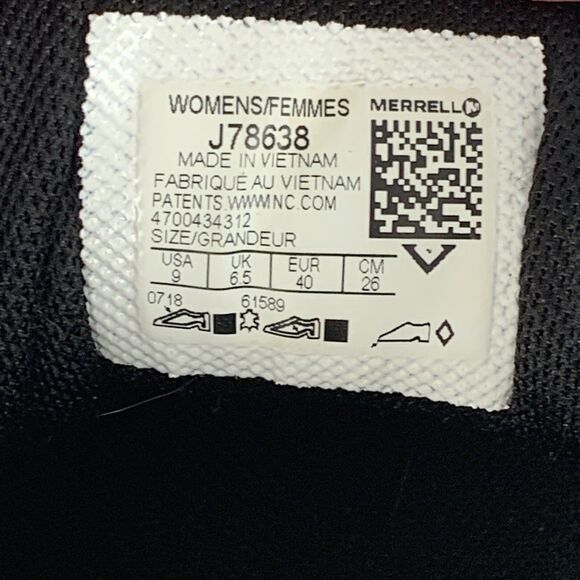 WOMENS/FEMMES
MERRELL
J78638
MADE IN VIETNAM
FABRIQUÉ AU VIETNAM
PATENTS.WWWINC.COM
4700434312
SIZE/GRANDEUR
USA UK EUR CM
9 6.5 40 26
0718 61589